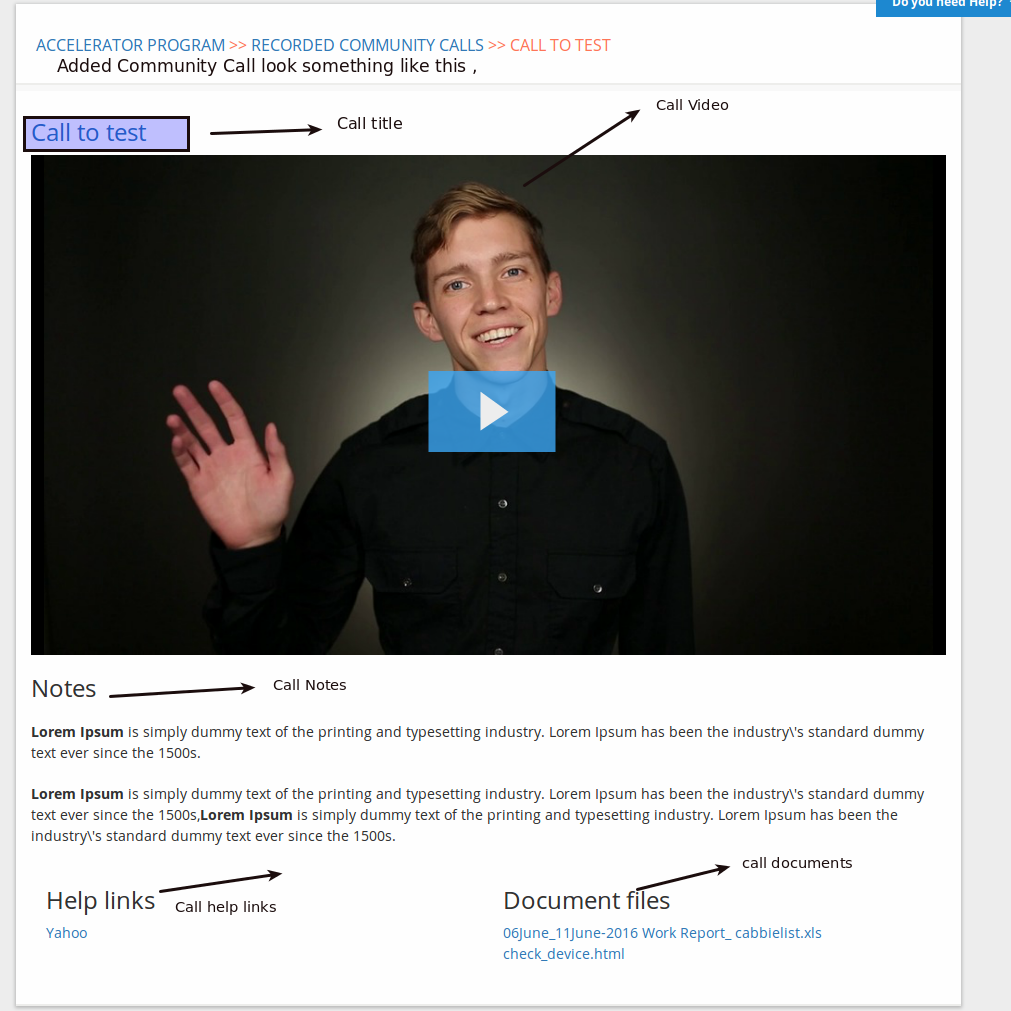 Do you need Help?
ACCELERATOR PROGRAM >> RECORDED COMMUNITY CALLS >> CALL TO TEST
Added Community Call look something like this ,
Call Video
Call to test
Call title
Notes
Call Notes
Lorem Ipsum is simply dummy text of the printing and typesetting industry. Lorem Ipsum has been the industry\'s standard dummy
text ever since the 1500s.
Lorem Ipsum is simply dummy text of the printing and typesetting industry. Lorem Ipsum has been the industry\'s standard dummy
text ever since the 1500s,Lorem Ipsum is simply dummy text of the printing and typesetting industry. Lorem Ipsum has been the
industry\'s standard dummy text ever since the 1500s.
call documents
Help links
Call help links
Document files
Yahoo
06June_11June-2016 Work Report_ cabbielist.xls
check_device.html